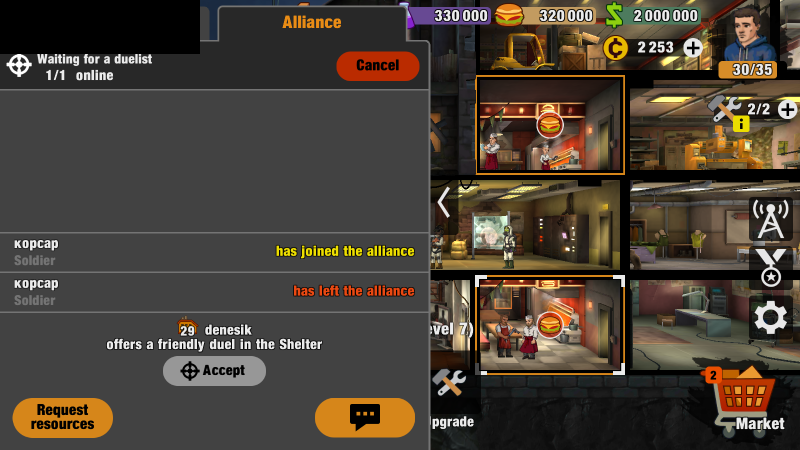 Alliance
330 000
320 000
2 000 000
Waiting for a duelist
1/1 online
Cancel
C
2 253
30/35
2/2
i
корсар
Soldier
has joined the alliance
корсар
Soldier
has left the alliance
29 denesik
offers a friendly duel in the Shelter
Accept
Request
resources
evel 7)
pgrade
2
Market